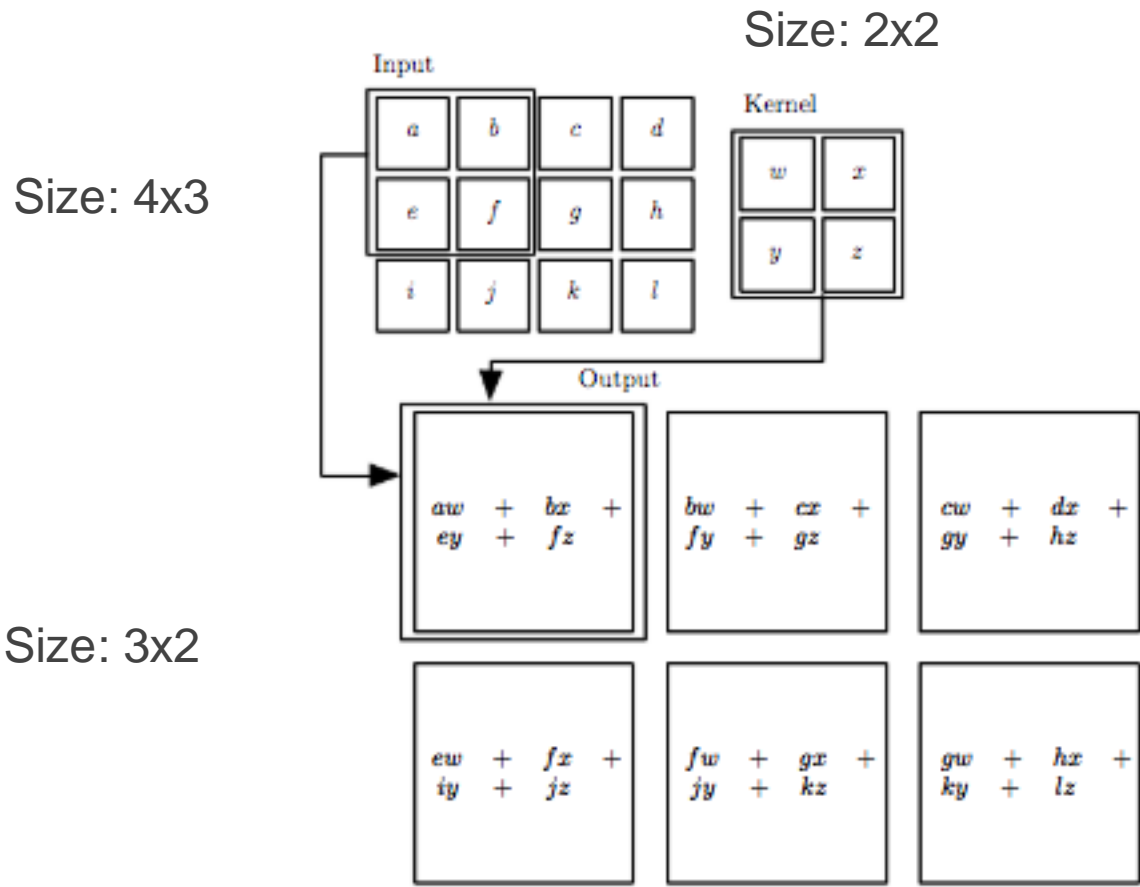 Size: 2x2
Input
Kernel
a b c d
w x
Size: 4x3
e f g h
y z
i j k l
Output
aw + bx +
ey + fz
bw + cx +
fy + gz
cw + dx +
gy + hz
Size: 3x2
ew + fx +
iy + jz
fw + gx +
jy + kz
gw + hx +
ky + lz